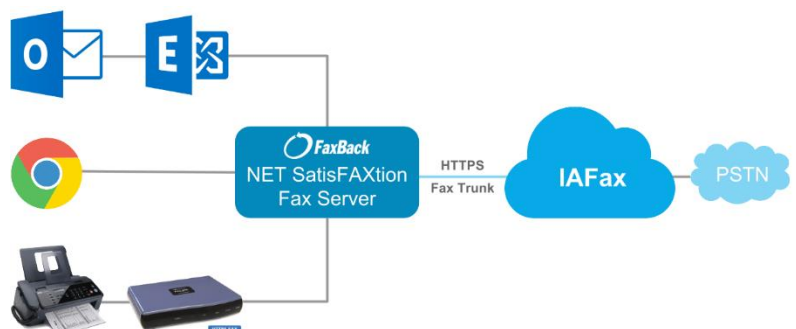 O
E
FaxBack
NET SatisFAXtion
Fax Server
HTTPS
Fax Trunk
IAFax
PSTN